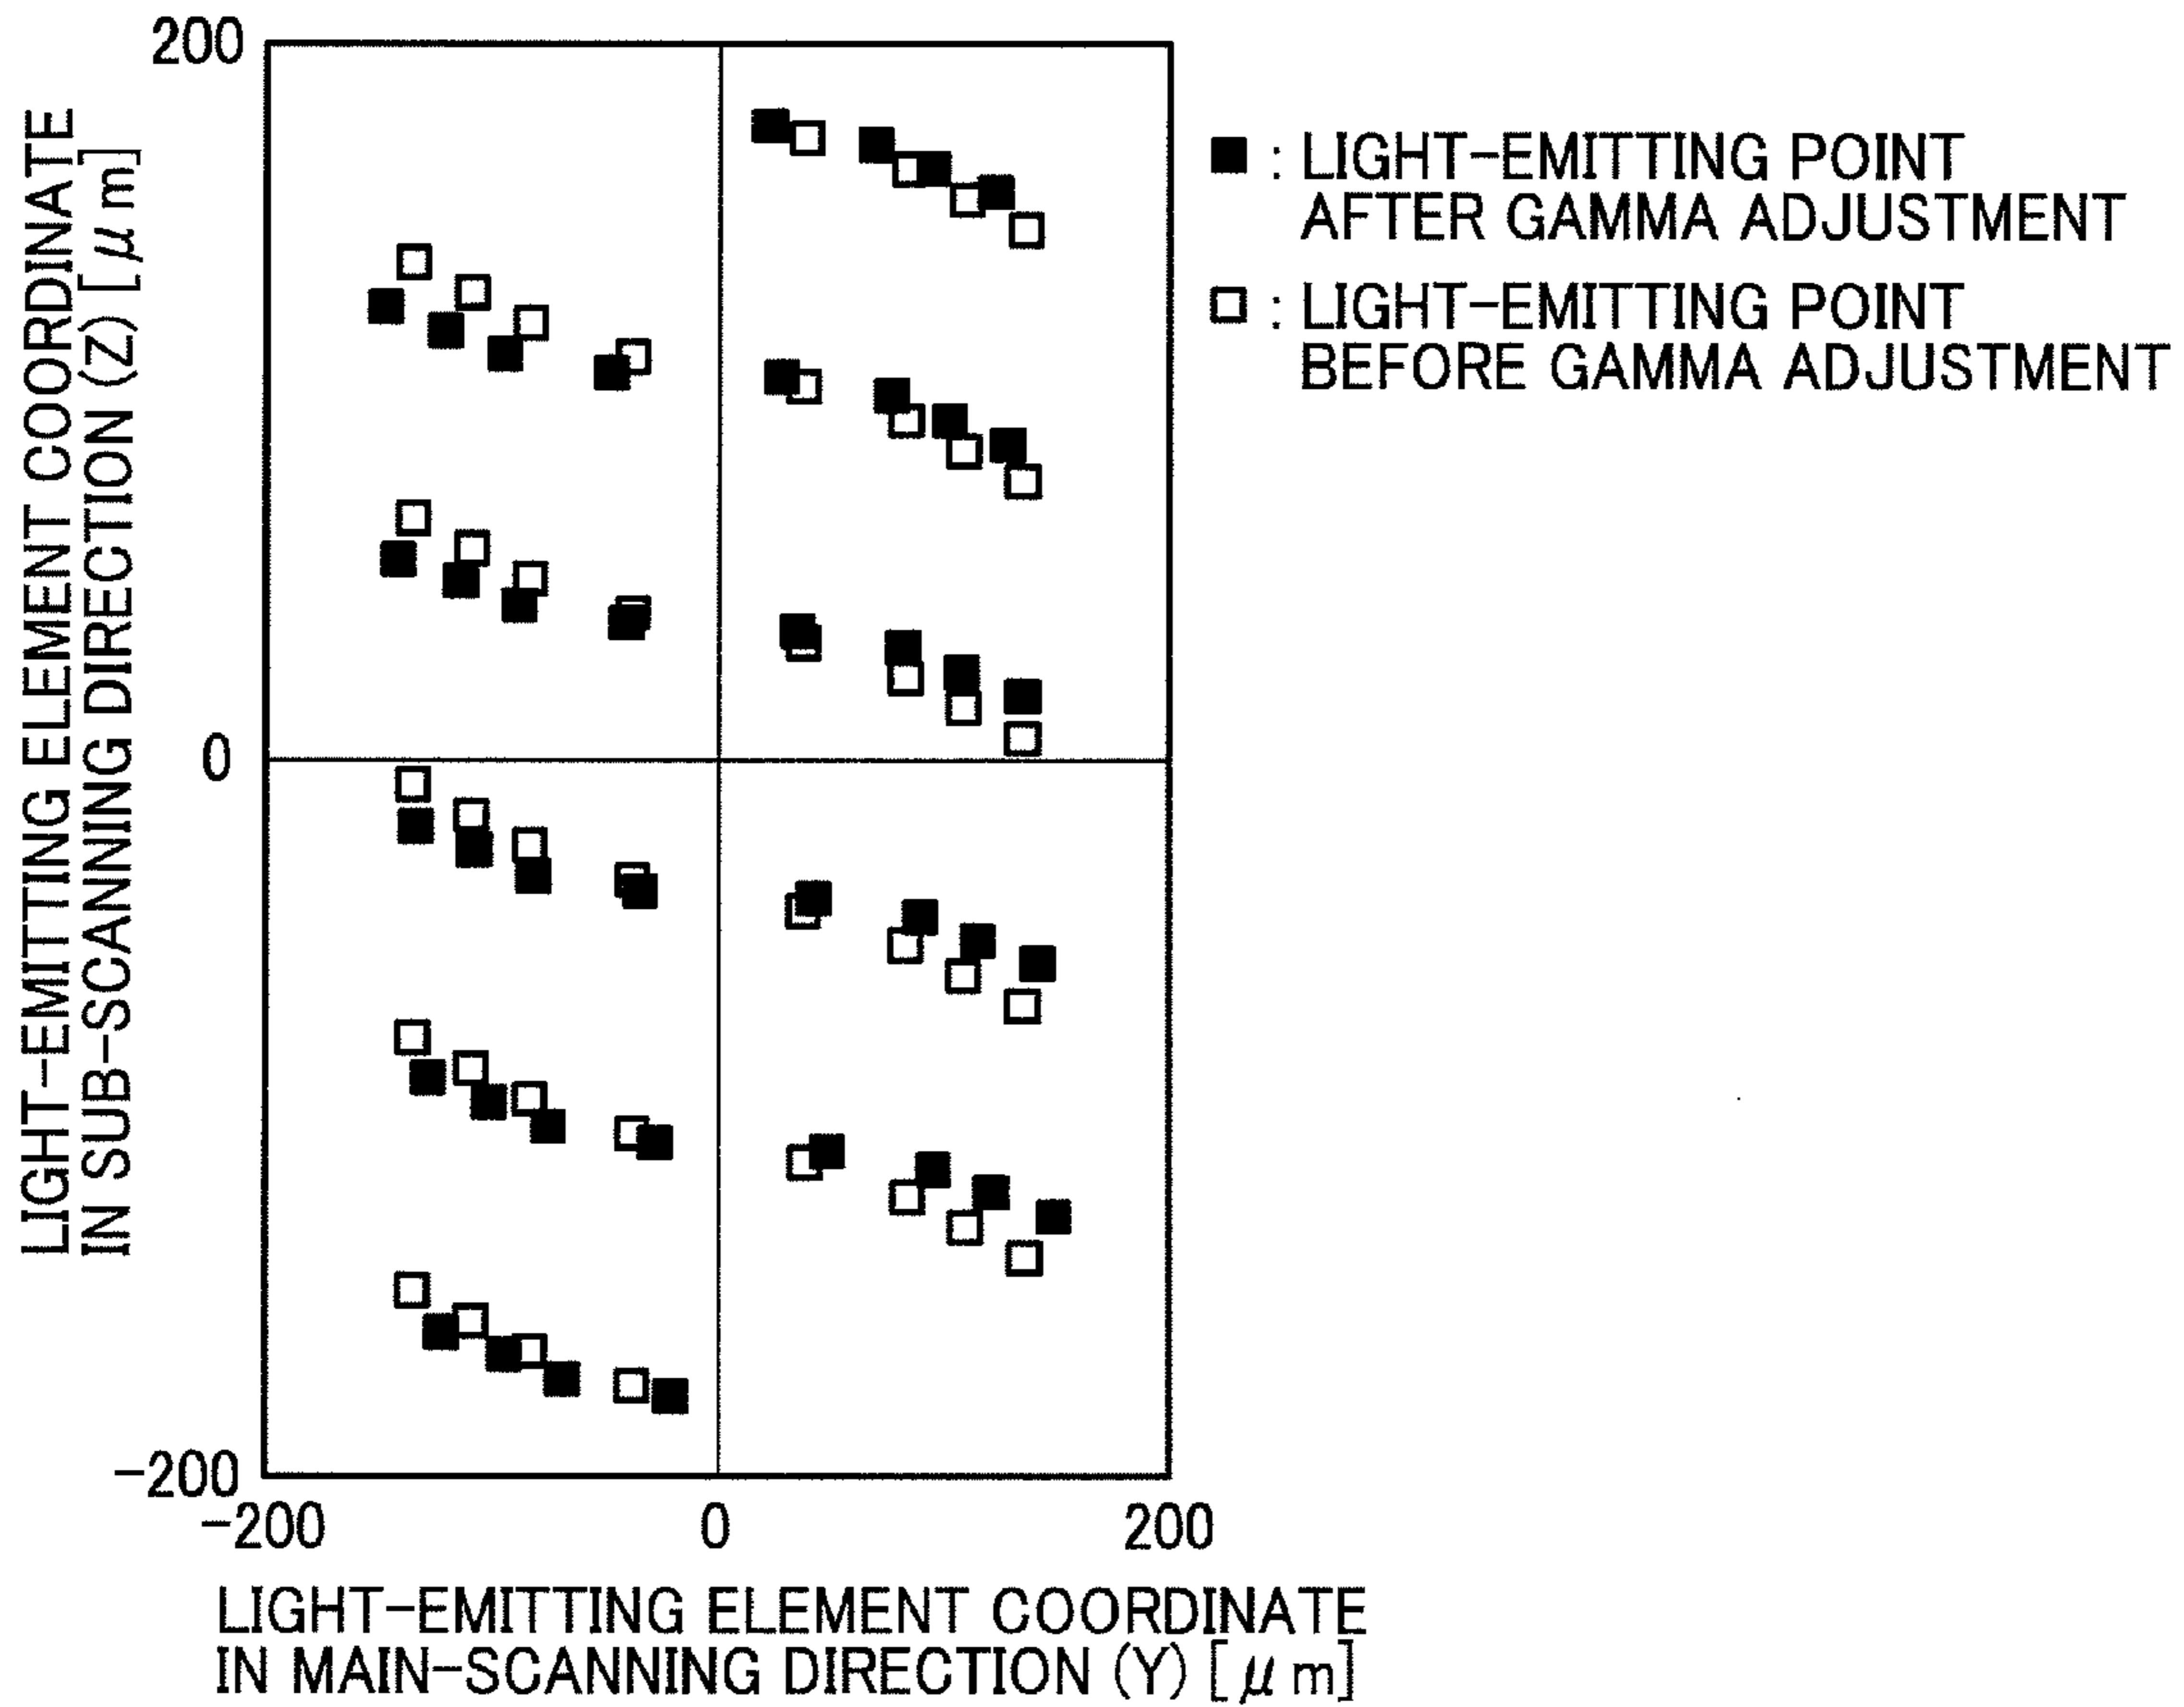 LIGHT-EMITTING ELEMENT COORDINATE
IN SUB-SCANNING DIRECTION (Z) [μm]
200
0
-200
-200
0
200
LIGHT-EMITTING ELEMENT COORDINATE
IN MAIN-SCANNING DIRECTION (Y) [μm]
■ : LIGHT-EMITTING POINT
AFTER GAMMA ADJUSTMENT
□ : LIGHT-EMITTING POINT
BEFORE GAMMA ADJUSTMENT